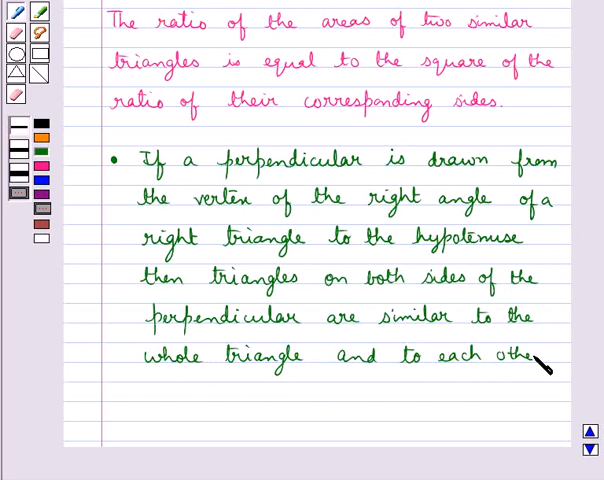 The ratio of the areas of two similar
triangles is equal to the square of the
ratio of their corresponding sides.
• If a perpendicular is drawn from
the vertex of the right angle of a
right triangle to the hypotenuse
then triangles on both sides of the
perpendicular are similar to the
whole triangle and to each othe